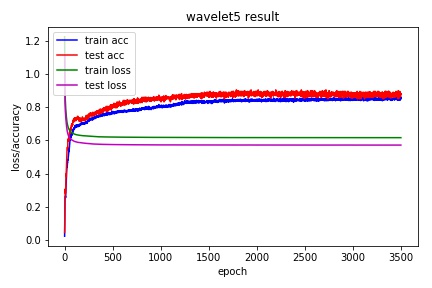 wavelet5 result
train acc
test acc
train loss
test loss
loss/accuracy
1.2
1.0
0.8
0.6
0.4
0.2
0.0
0 500 1000 1500 2000 2500 3000 3500
epoch